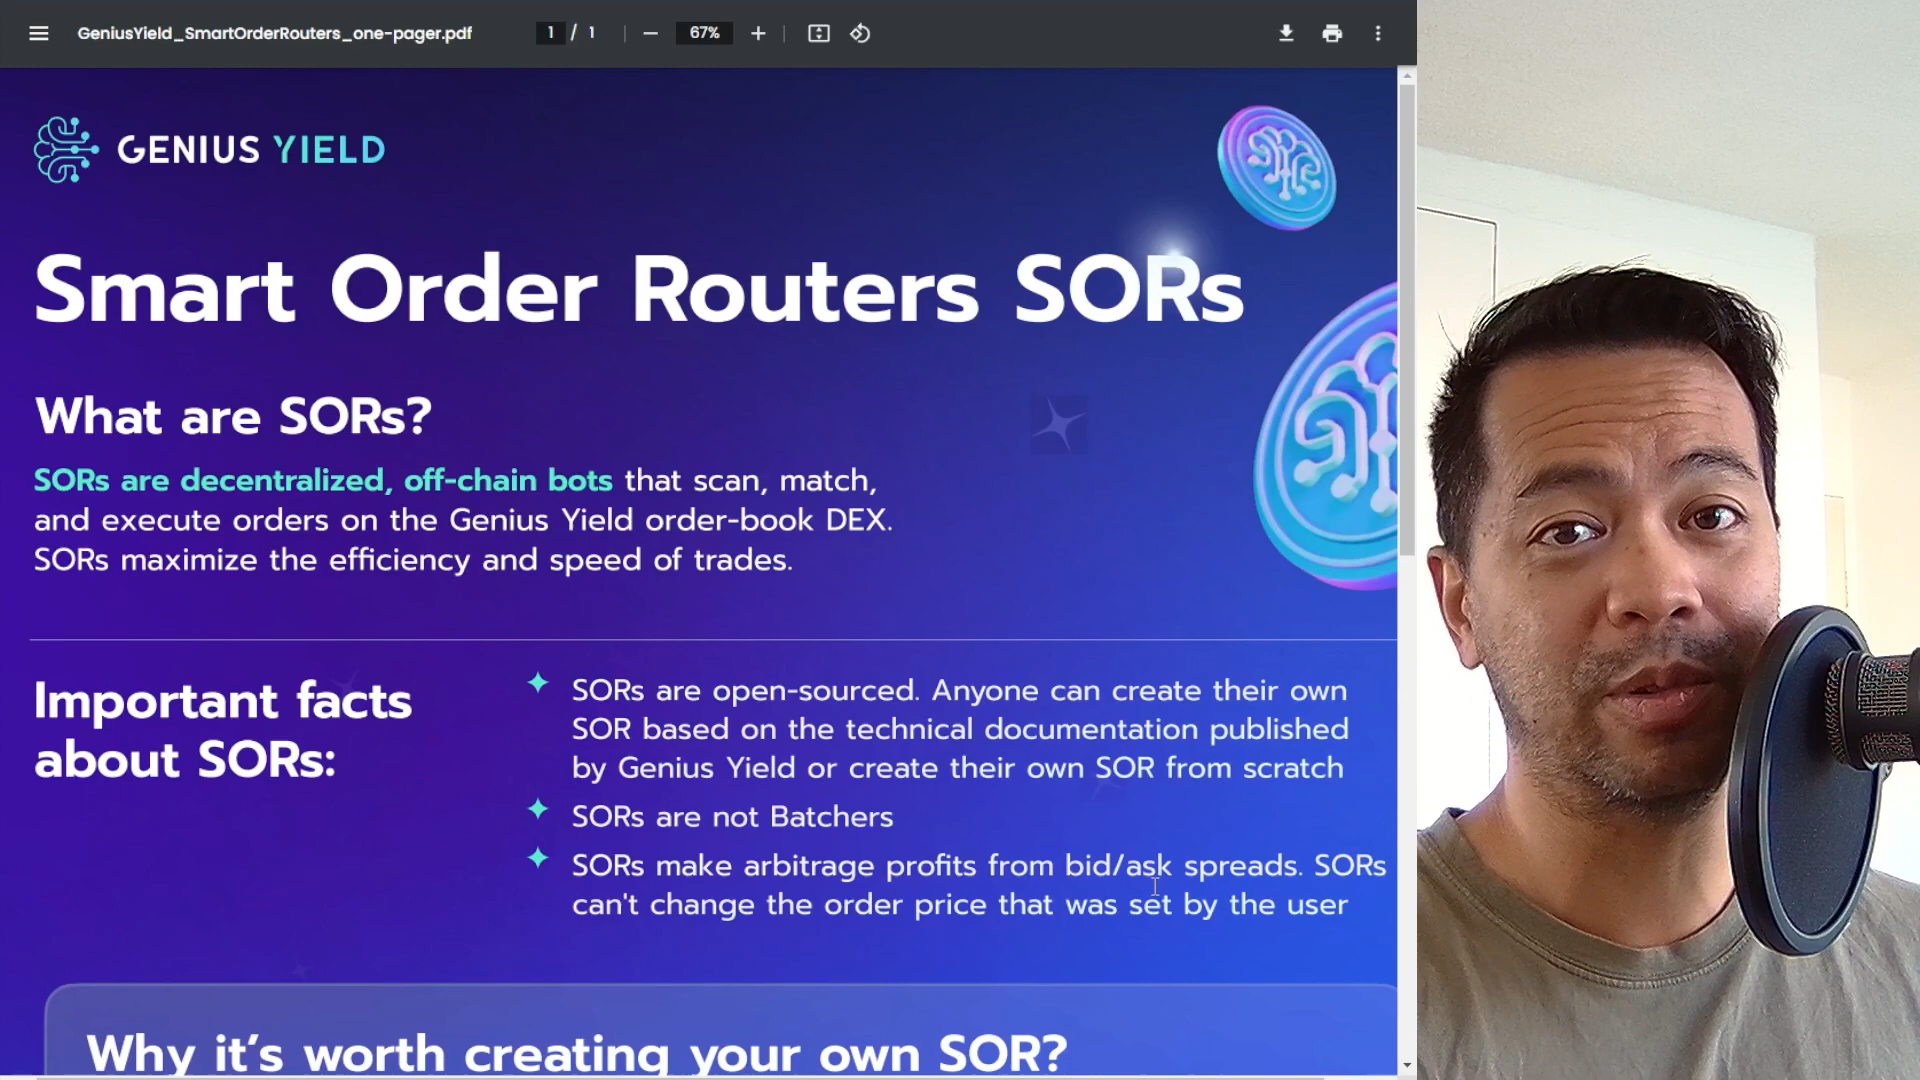 GeniusYield_SmartOrderRouters_one-pager.pdf
1 / 1
67%
GENIUS YIELD
Smart Order Routers SORs
What are SORs?
SORs are decentralized, off-chain bots that scan, match,
and execute orders on the Genius Yield order-book DEX.
SORs maximize the efficiency and speed of trades.
Important facts
about SORs:
SORs are open-sourced. Anyone can create their own
SOR based on the technical documentation published
by Genius Yield or create their own SOR from scratch
SORs are not Batchers
SORs make arbitrage profits from bid/ask spreads. SORs
can't change the order price that was set by the user
Why it’s worth creating your own SOR?